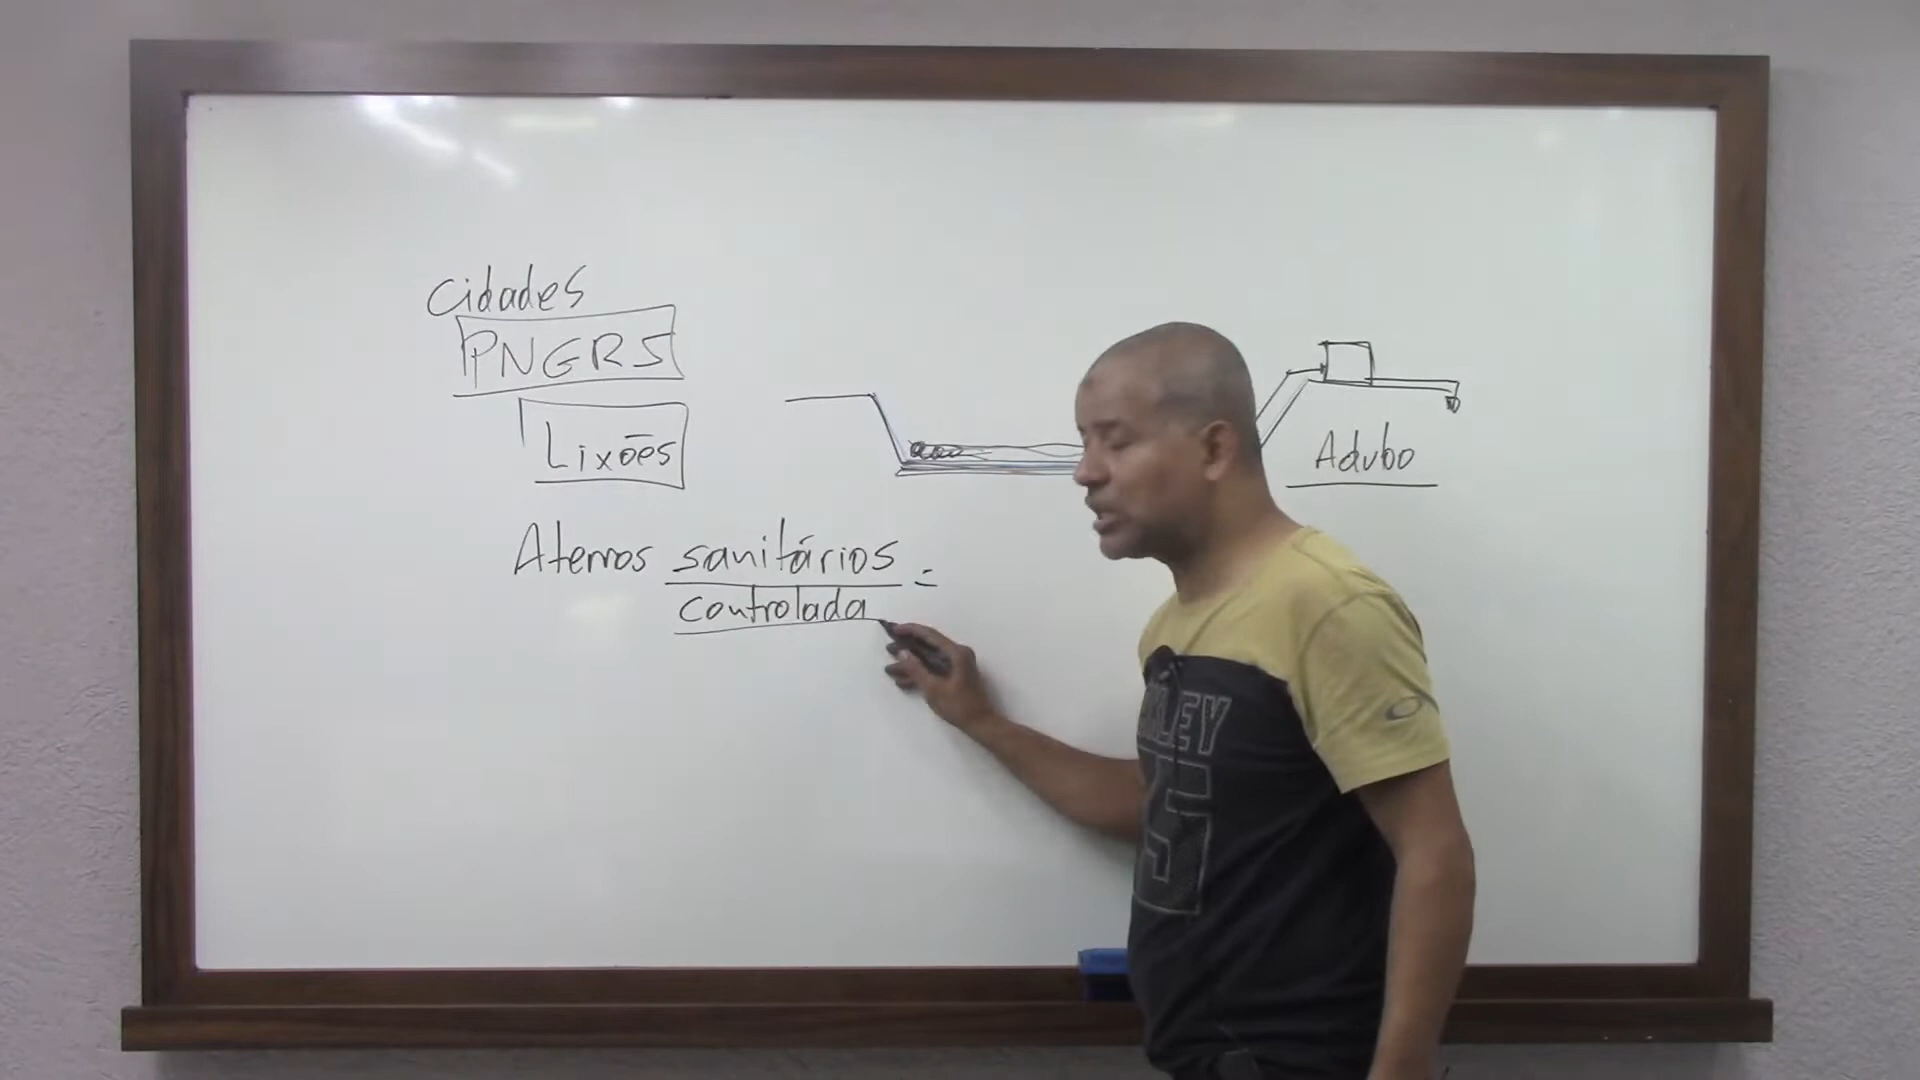 Cidades
PNGRS
Lixões
Aterros sanitários =
controlada
Adubo